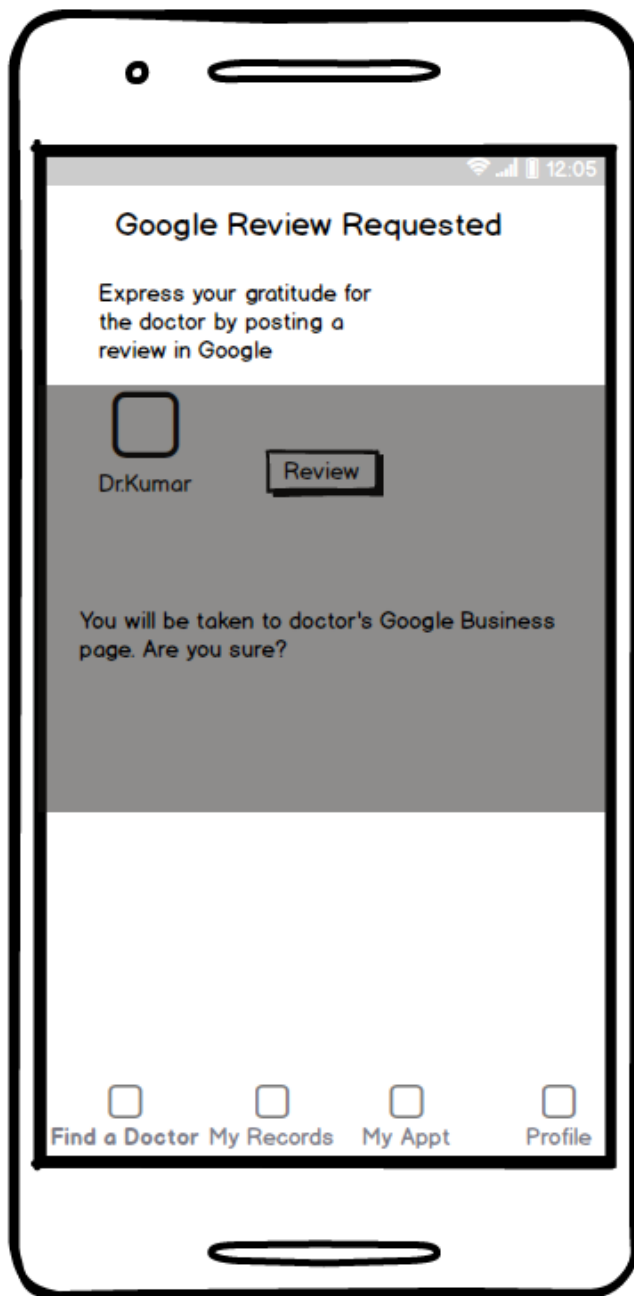 12:05
Google Review Requested
Express your gratitude for
the doctor by posting a
review in Google
Dr.Kumar
Review
You will be taken to doctor's Google Business
page. Are you sure?
Find a Doctor My Records My Appt Profile